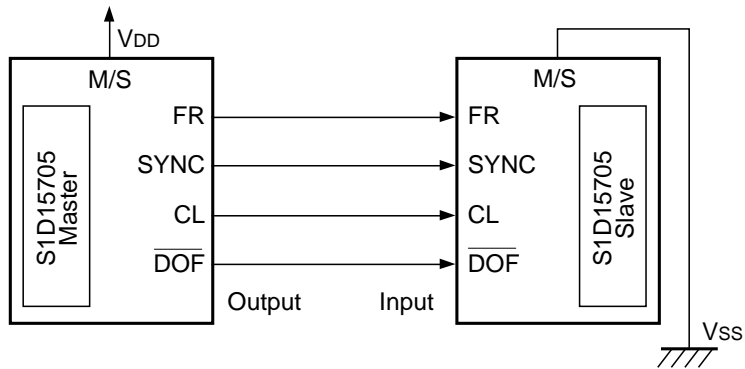 VDD
M/S
M/S
FR
FR
SYNC
SYNC
CL
CL
DOF
DOF
S1D15705
Master
S1D15705
Slave
Output
Input
VSS